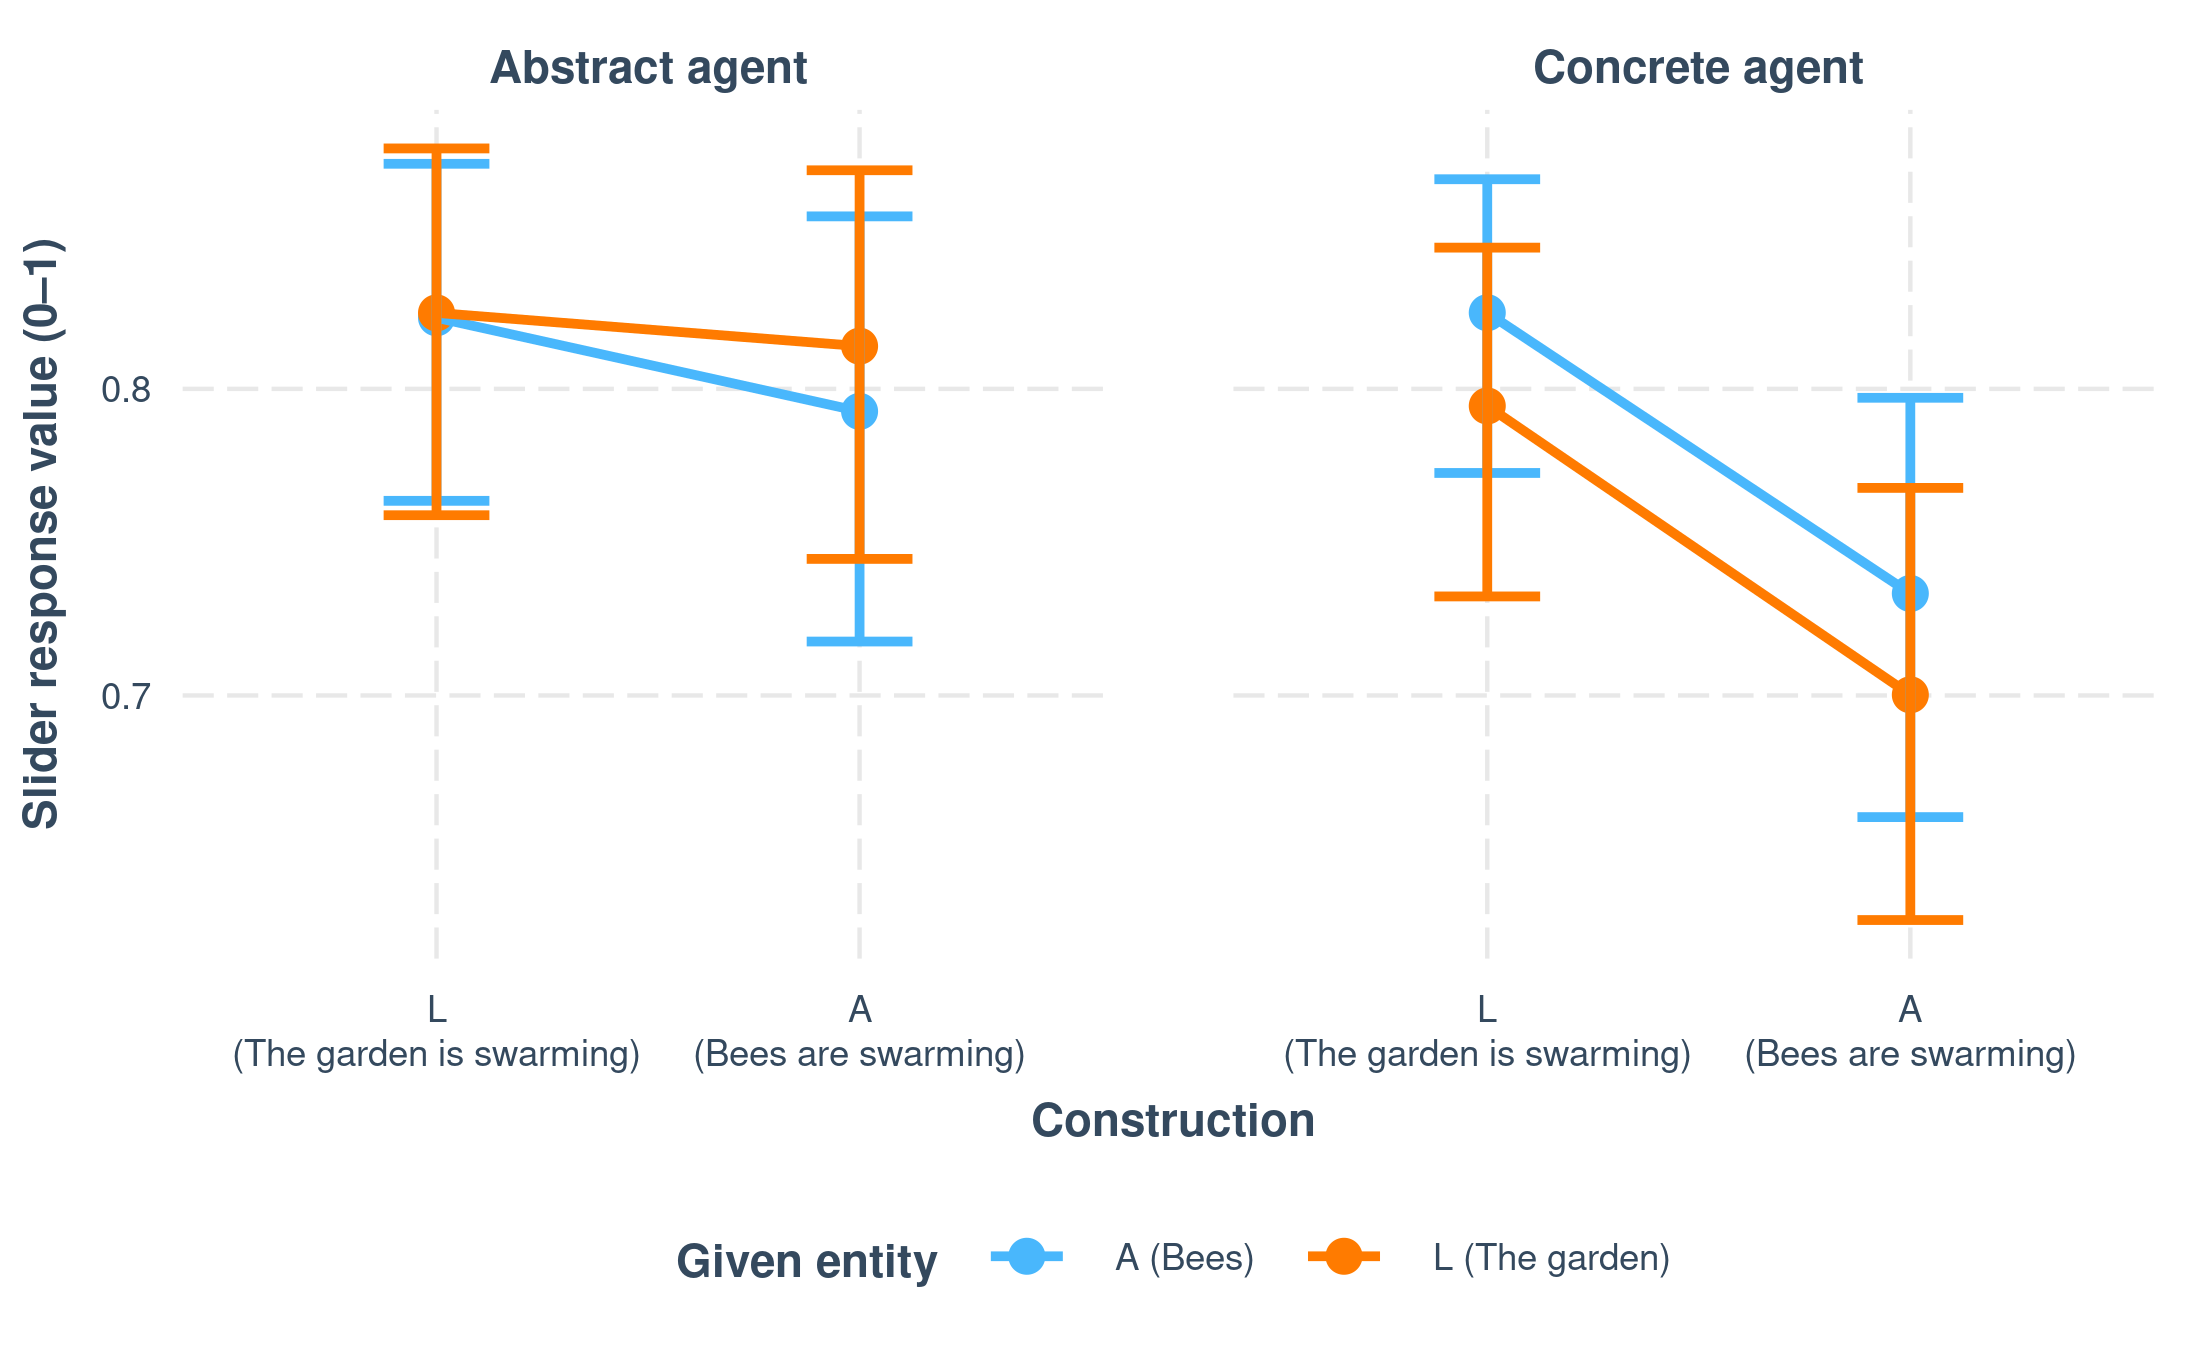 Abstract agent
Concrete agent
Slider response value (0–1)
0.8
0.7
L
(The garden is swarming)
A
(Bees are swarming)
L
(The garden is swarming)
A
(Bees are swarming)
Construction
Given entity
A (Bees)
L (The garden)